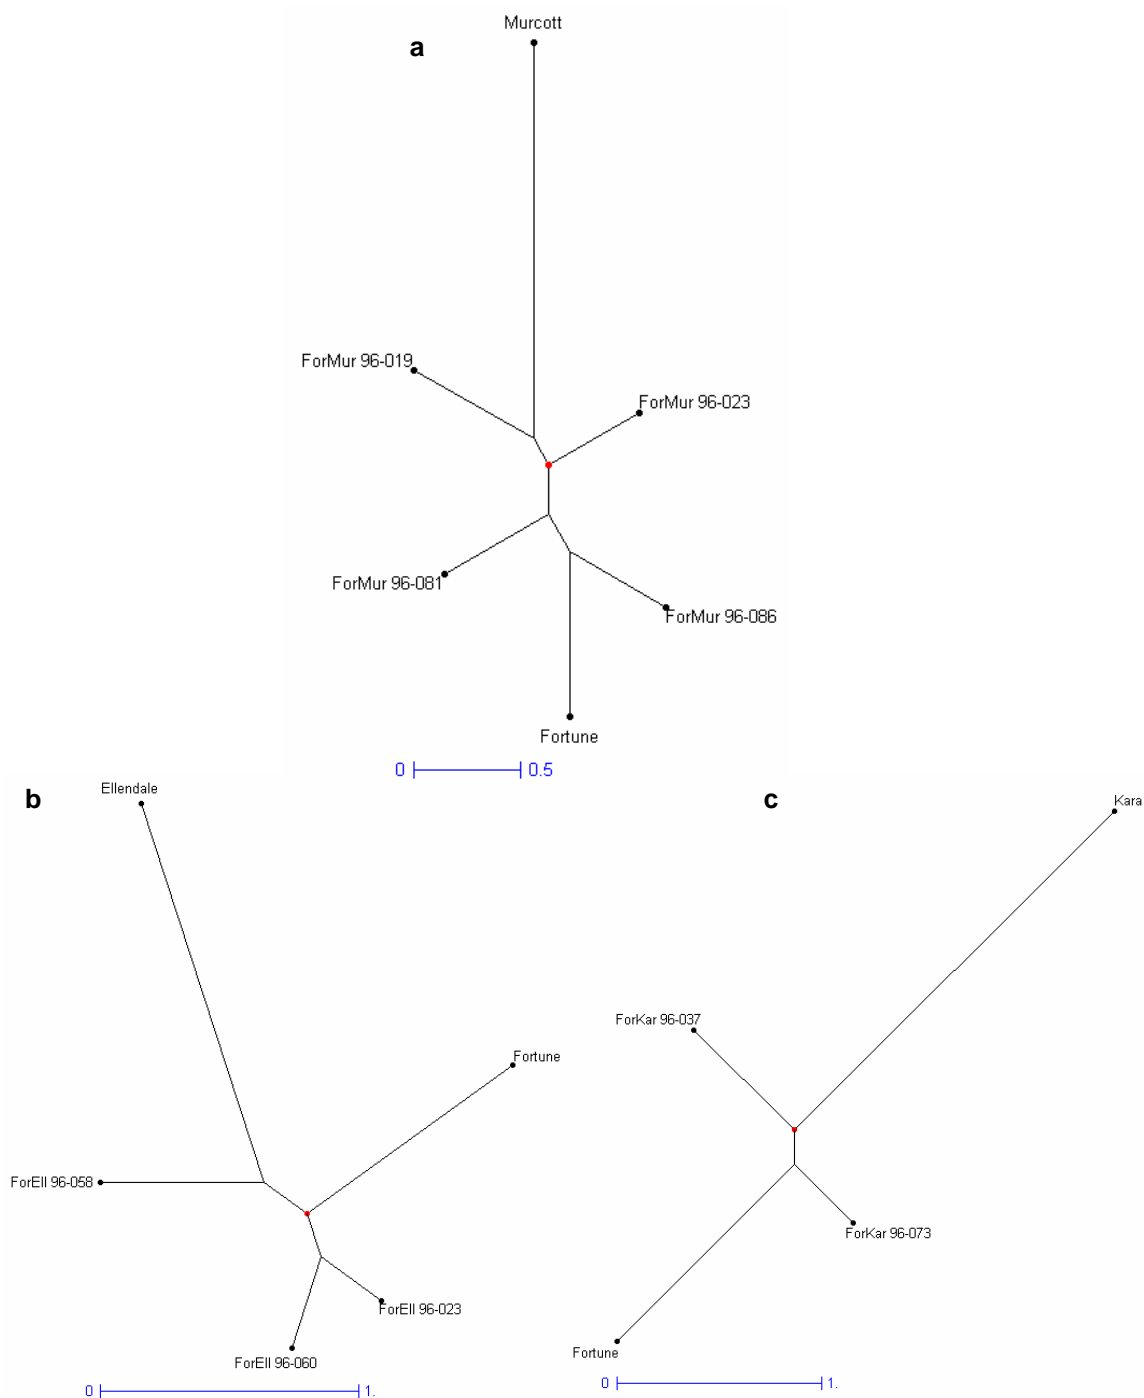 Murcott
a
ForMur 96-019
ForMur 96-023
ForMur 96-081
ForMur 96-086
Fortune
0 0.5
b
Ellendale
Fortune
ForEll 96-058
ForEll 96-023
ForEll 96-060
0 1.
c
Kara
ForKar 96-037
ForKar 96-073
Fortune
0 1.